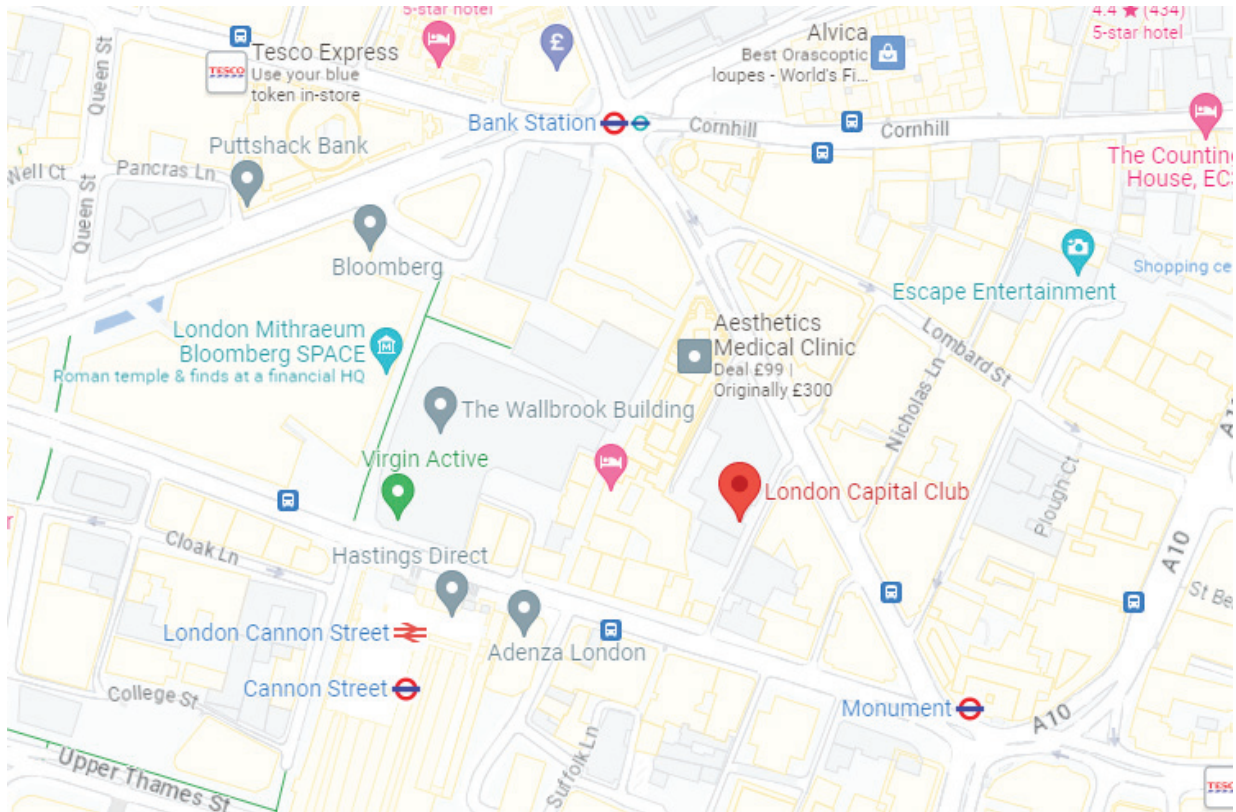 5-star hotel
Tesco Express
Use your blue
token in-store
TESCO
£
Alvica
Best Orascoptic
loupes - World's Fi...
4.4 ★ (434)
5-star hotel
Queen St
Bank Station
Cornhill
Cornhill
Puttshack Bank
Well Ct
Pancras Ln
The Counting
House, EC3
Queen St
Bloomberg
Shopping ce
Escape Entertainment
London Mithraeum
Bloomberg SPACE
Roman temple & finds at a financial HQ
M
Aesthetics
Medical Clinic
Deal £99 |
Originally £300
Lombard St
Nicholas Ln
The Wallbrook Building
Virgin Active
London Capital Club
Plough Ct
A10
Cloak Ln
Hastings Direct
St Be
London Cannon Street
Adenza London
Cannon Street
College St
Monument
A10
Suffolk Ln
Upper Thames St
TESC